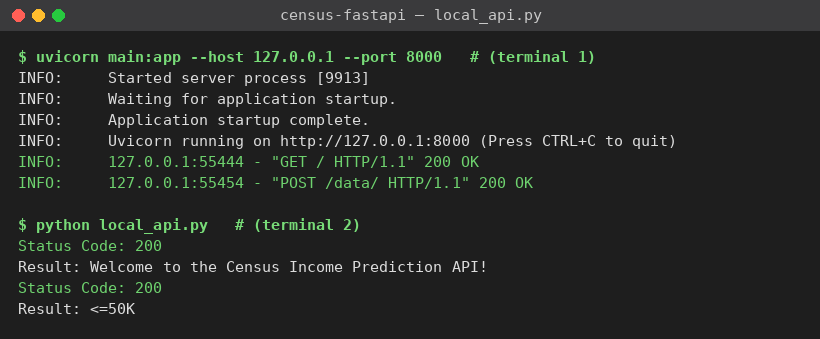 census-fastapi — local_api.py
$ uvicorn main:app --host 127.0.0.1 --port 8000   # (terminal 1)
INFO:     Started server process [9913]
INFO:     Waiting for application startup.
INFO:     Application startup complete.
INFO:     Uvicorn running on http://127.0.0.1:8000 (Press CTRL+C to quit)
INFO:     127.0.0.1:55444 - "GET / HTTP/1.1" 200 OK
INFO:     127.0.0.1:55454 - "POST /data/ HTTP/1.1" 200 OK
$ python local_api.py   # (terminal 2)
Status Code: 200
Result: Welcome to the Census Income Prediction API!
Status Code: 200
Result: <=50K